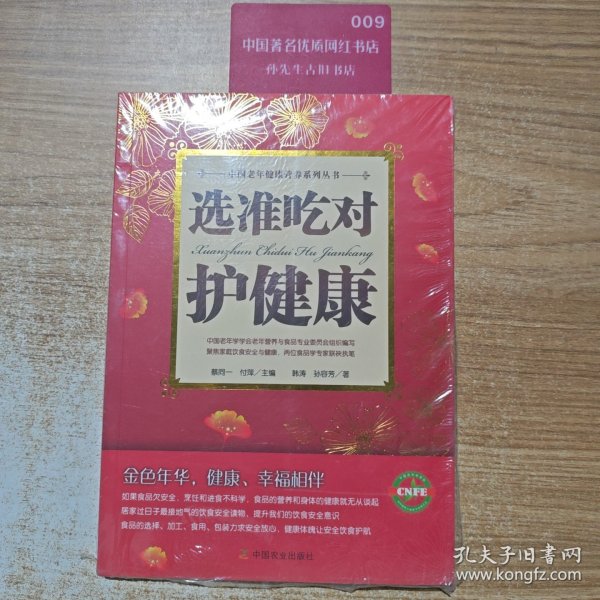 009
中国著名优质网红书店
孙先生古旧书店
中国老年健康营养系列丛书
选准吃对
Xuanzhun Chidui Hu Jiankang
护健康
中国老年学学会老年营养与食品专业委员会组织编写
聚焦家庭饮食安全与健康，两位食品学专家联袂执笔
蔡同一 付萍／主编 韩涛 孙容芳／著
金色年华，健康、幸福相伴
如果食品欠安全、烹饪和进食不科学，食品的营养和身体的健康就无从谈起
居家过日子最接地气的饮食安全读物、提升我们的饮食安全意识
食品的选择、加工、食用、包装力求安全放心、健康体魄让安全饮食护航
CNFE
中国农业出版社
孔夫子旧书网
www.kongfz.com